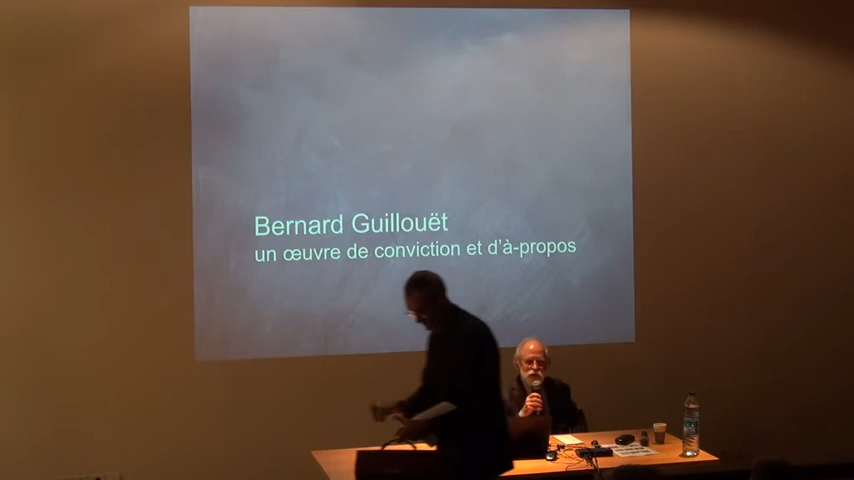 Bernard Guillouët
un œuvre de conviction et d'à-propos